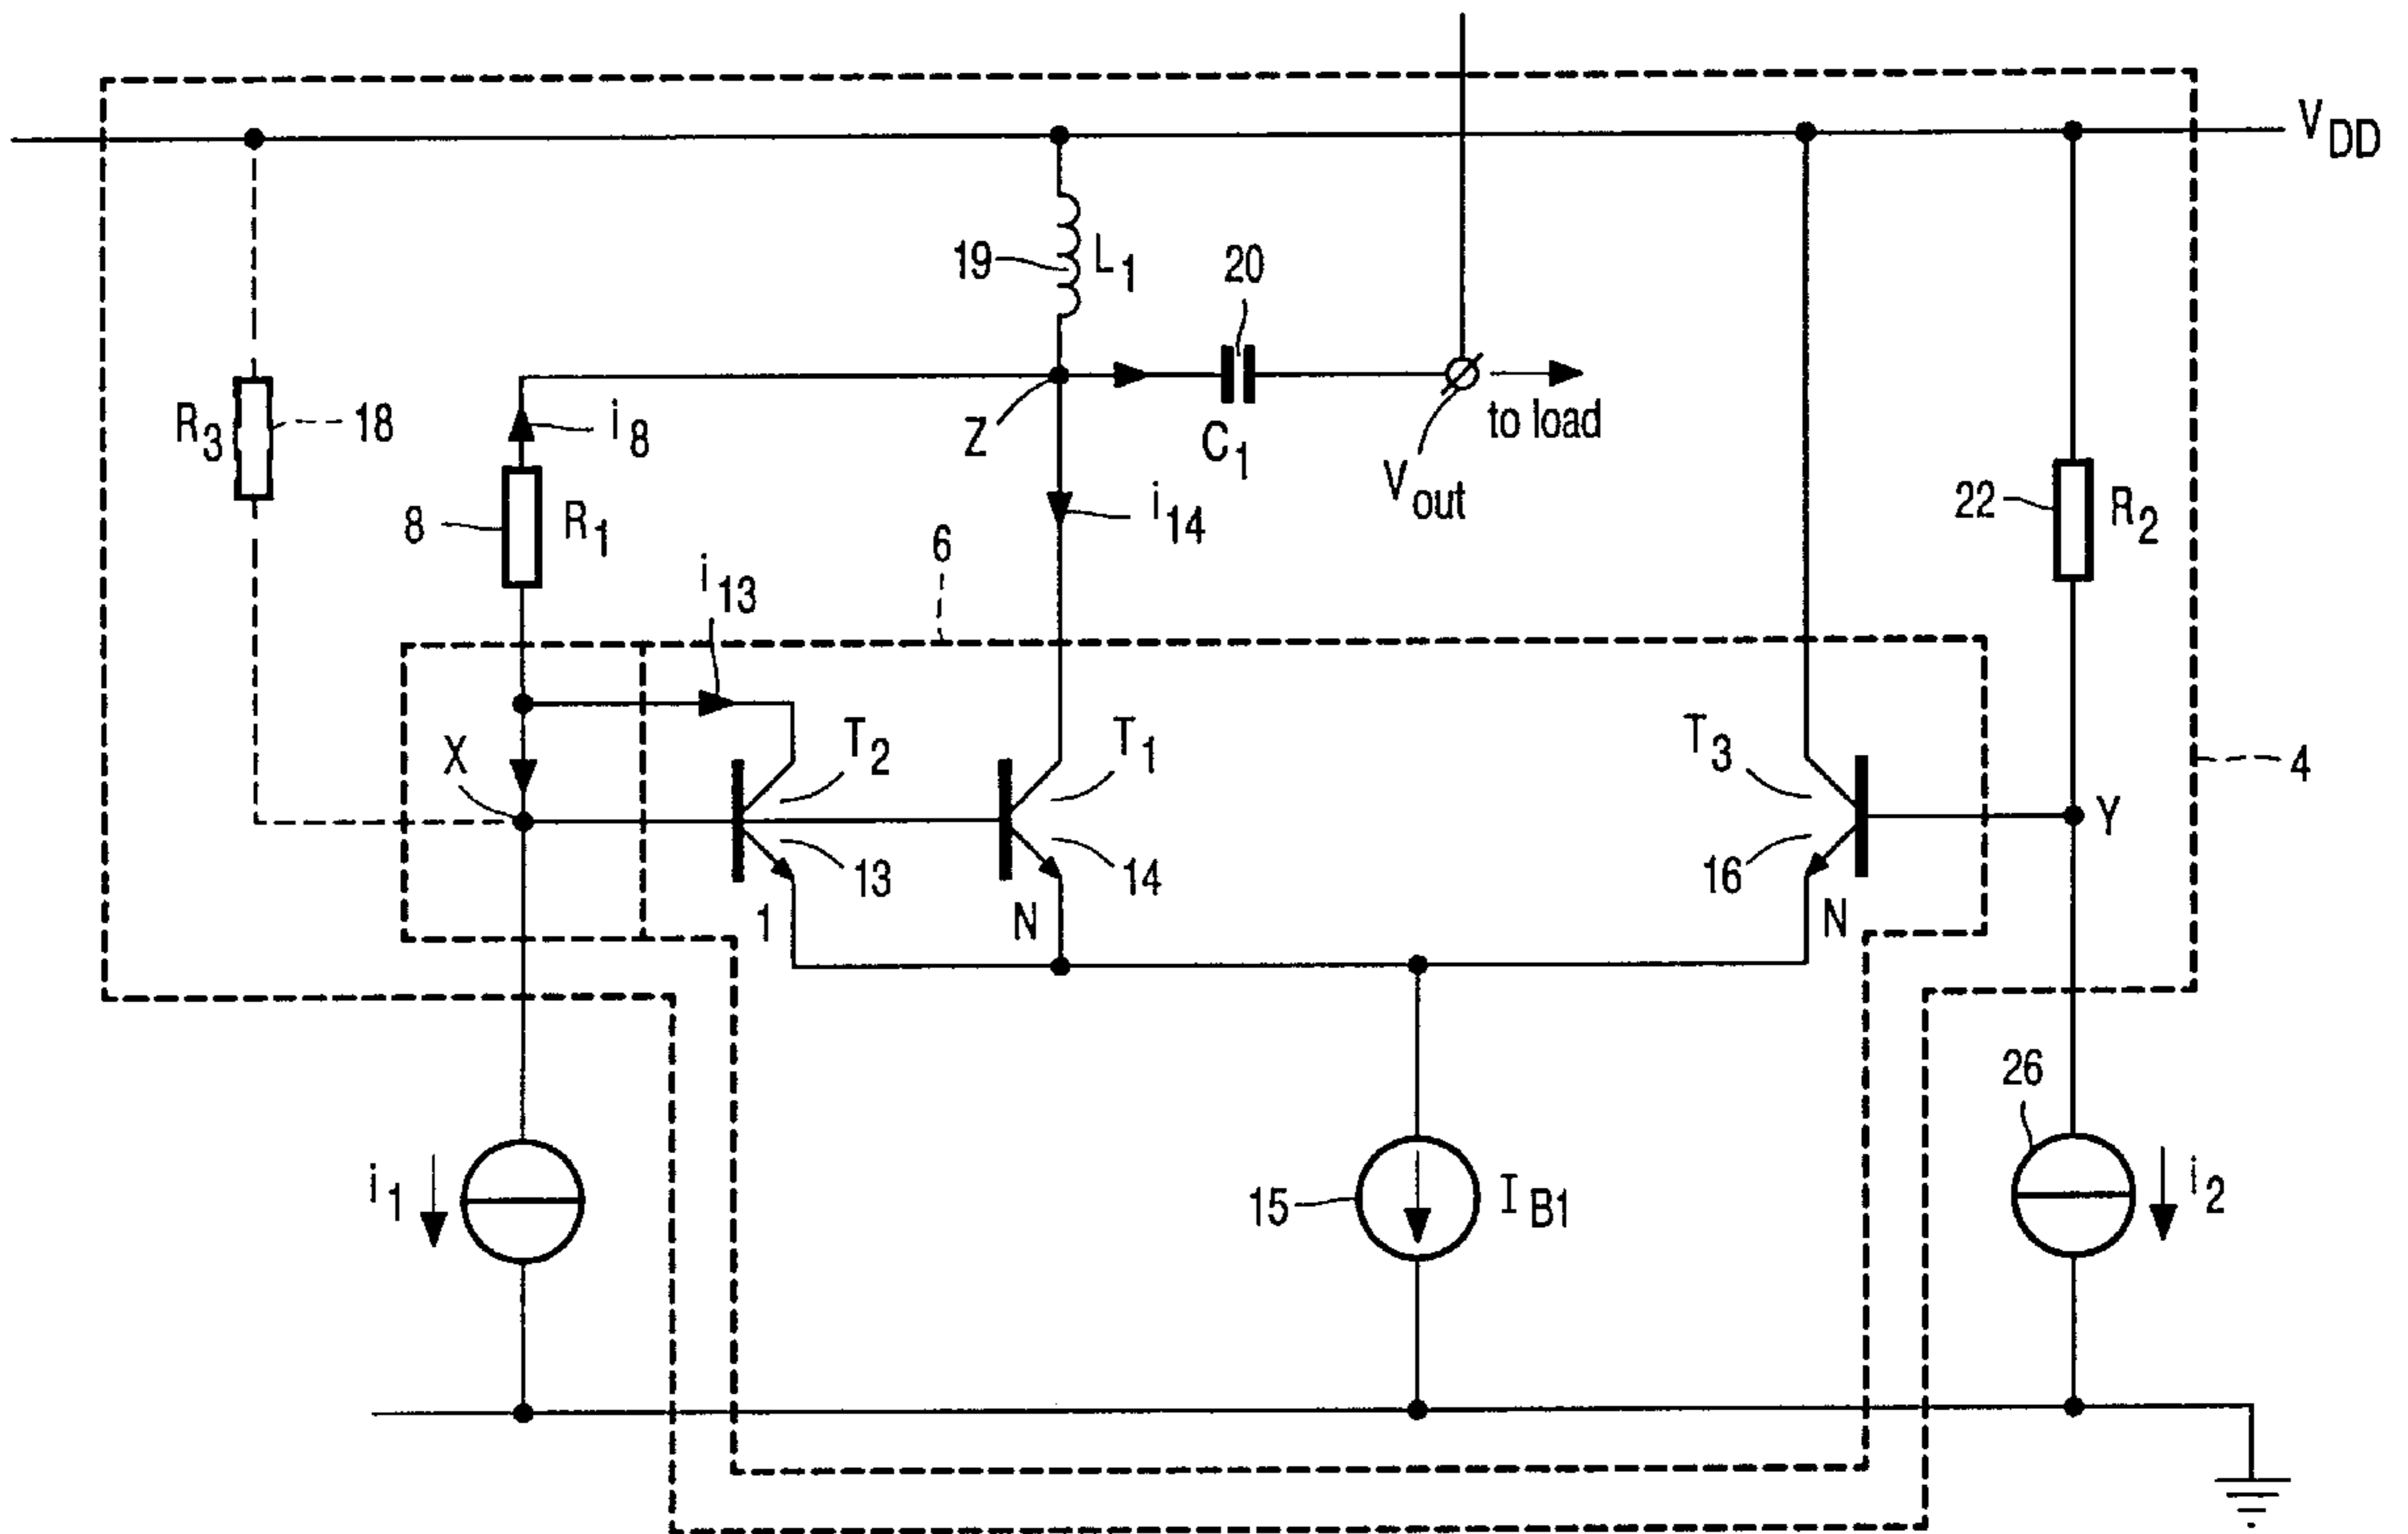 V_DD
19
L_1
20
R_3
18
i_8
Z
C_1
to load
V_out
8
R_1
i_14
22
R_2
6
i_13
X
T_2
T_1
T_3
4
Y
13
14
16
1
N
N
26
i_1
15
I_B1
i_2